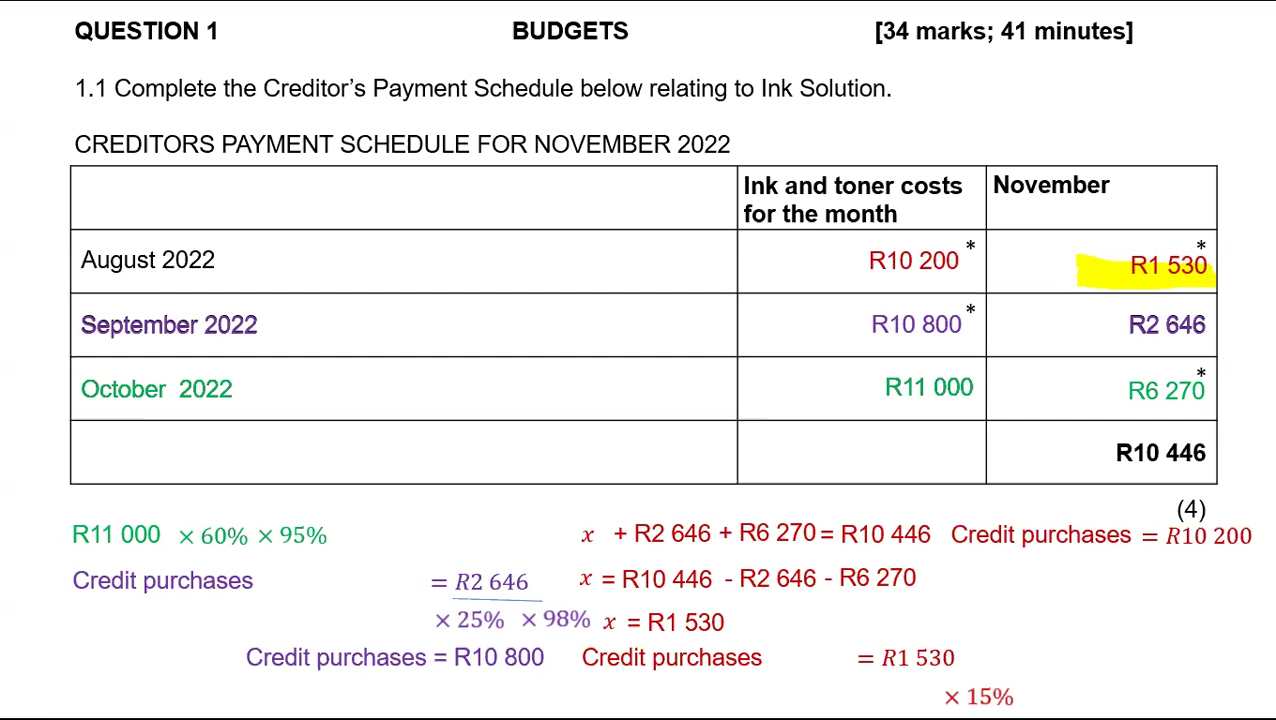 QUESTION 1 BUDGETS [34 marks; 41 minutes]
1.1 Complete the Creditor’s Payment Schedule below relating to Ink Solution.
CREDITORS PAYMENT SCHEDULE FOR NOVEMBER 2022
Ink and toner costs for the month November
August 2022 R10 200 * R1 530 *
September 2022 R10 800 * R2 646
October 2022 R11 000 R6 270 *
R10 446
(4)
R11 000 × 60% × 95% x + R2 646 + R6 270 = R10 446 Credit purchases = R10 200
Credit purchases = R2 646 x = R10 446 - R2 646 - R6 270
× 25% × 98% x = R1 530
Credit purchases = R10 800 Credit purchases = R1 530
× 15%